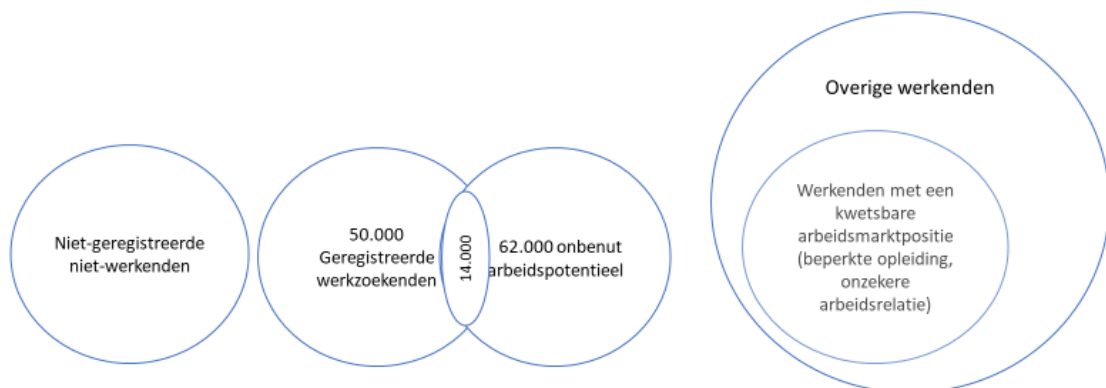 Niet-geregistreerde
niet-werkenden
50.000
Geregistreerde
werkzoekenden
14.000
62.000 onbenut
arbeidspotentieel
Overige werkenden
Werkenden met een
kwetsbare
arbeidsmarktpositie
(beperkte opleiding,
onzekere
arbeidsrelatie)